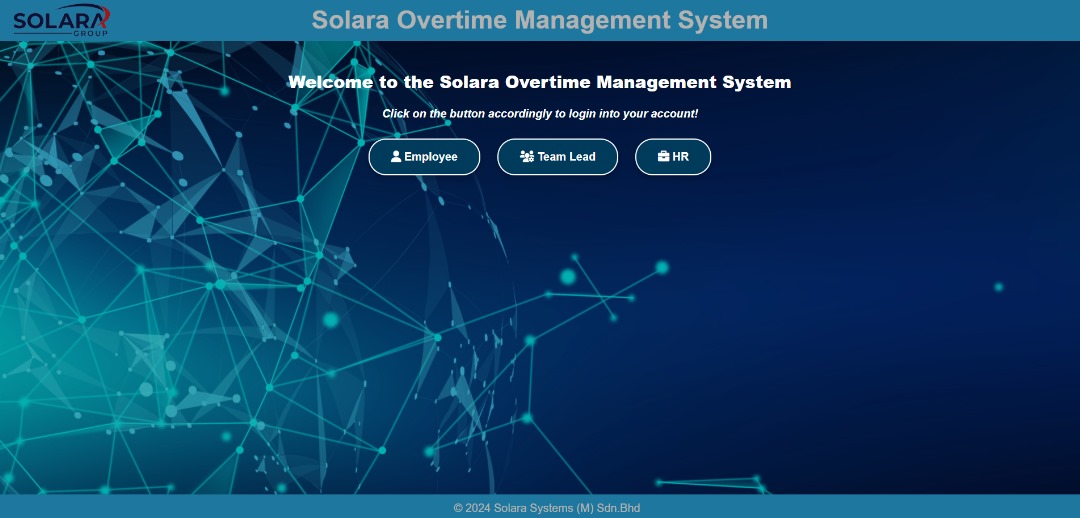 SOLARA
GROUP
Solara Overtime Management System
Welcome to the Solara Overtime Management System
Click on the button accordingly to login into your account!
Employee
Team Lead
HR
© 2024 Solara Systems (M) Sdn.Bhd